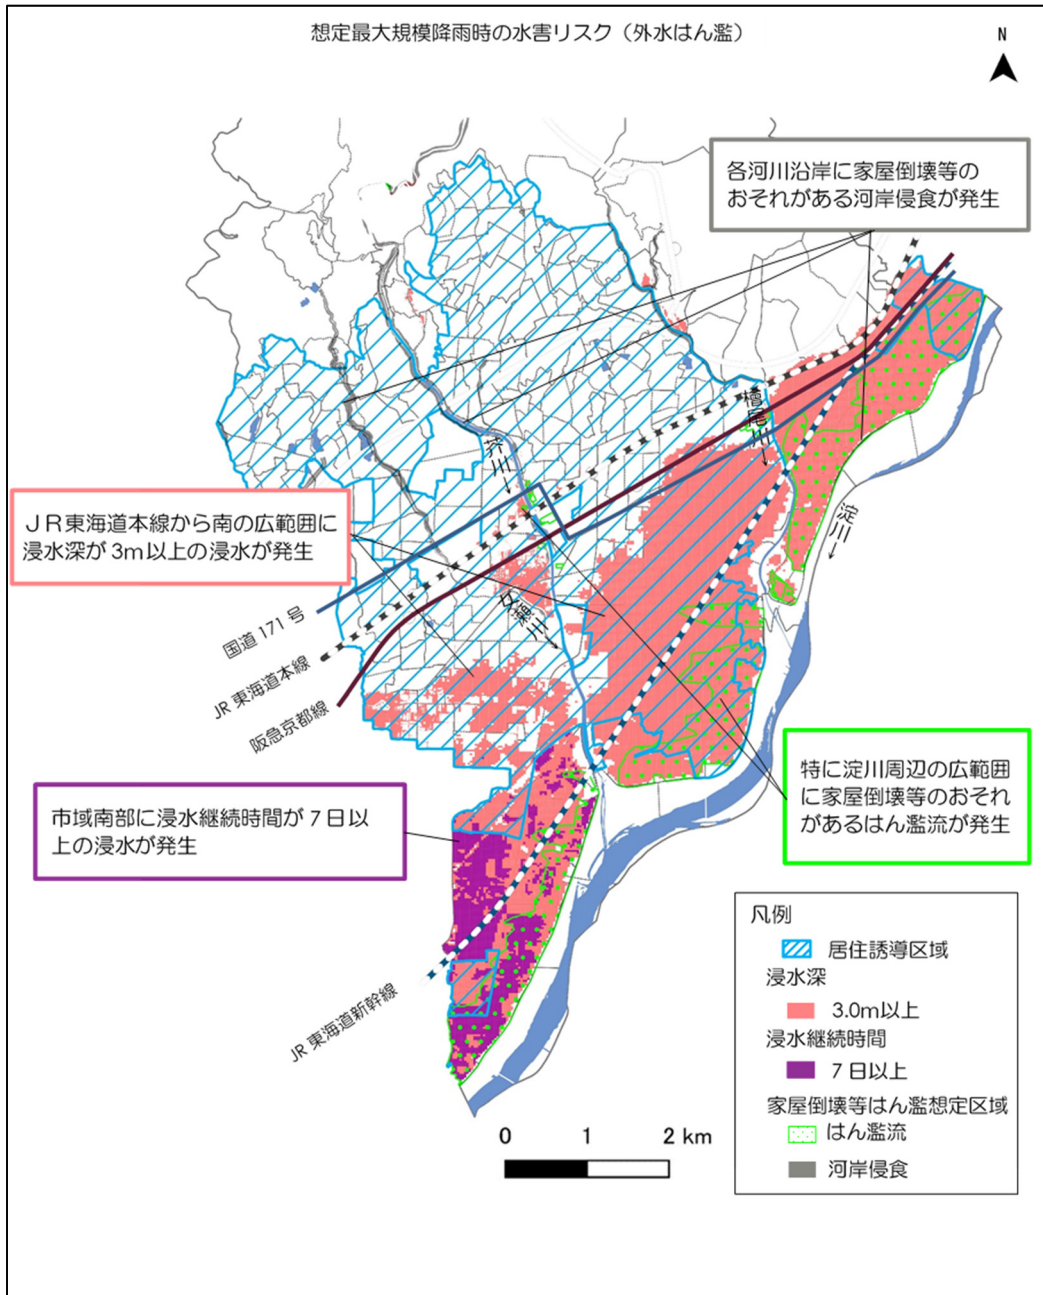 想定最大規模降雨時の水害リスク（外水はん濫）
N
各河川沿岸に家屋倒壊等の
おそれがある河岸侵食が発生
檜尾川
芥川
淀川
ＪＲ東海道本線から南の広範囲に
浸水深が 3m 以上の浸水が発生
女瀬川
国道 171 号
JR 東海道本線
阪急京都線
特に淀川周辺の広範囲
に家屋倒壊等のおそれ
があるはん濫流が発生
市域南部に浸水継続時間が 7 日以
上の浸水が発生
JR 東海道新幹線
凡例
居住誘導区域
浸水深
3.0m以上
浸水継続時間
7 日以上
家屋倒壊等はん濫想定区域
はん濫流
河岸侵食
0 1 2 km